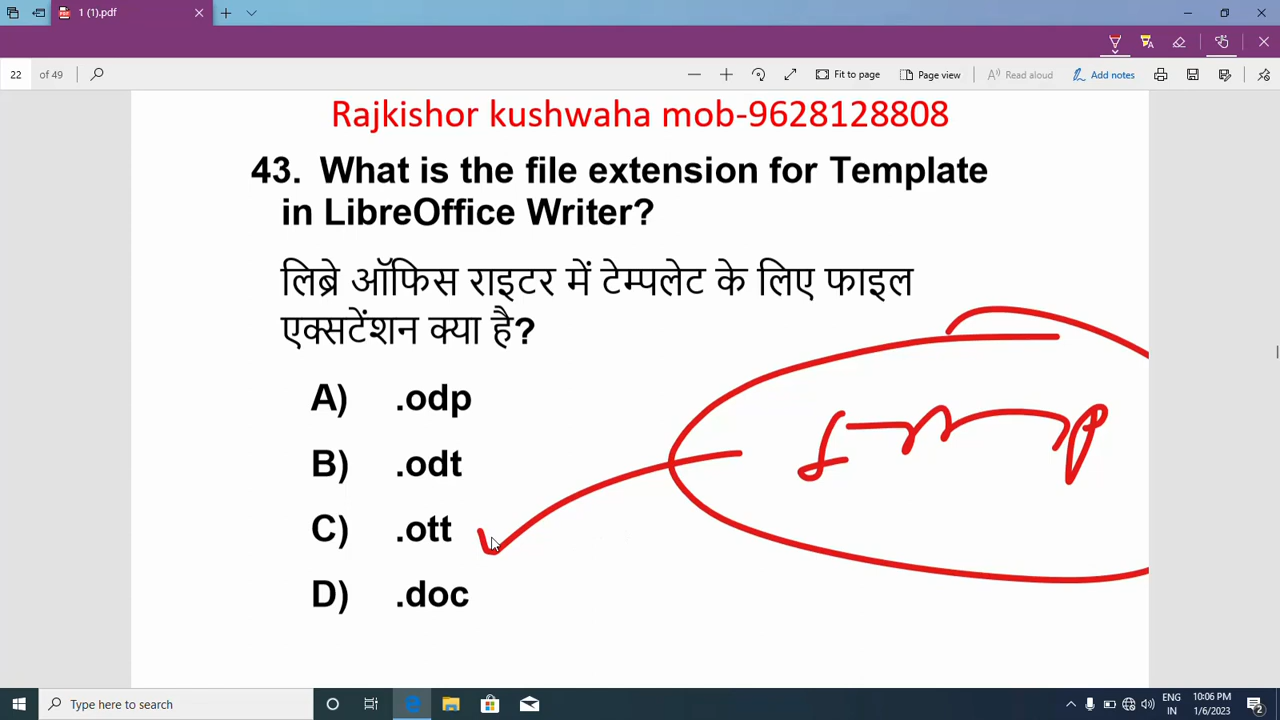 1 (1).pdf
22 of 49
Fit to page
Page view
Read aloud
Add notes
Rajkishor kushwaha mob-9628128808
43. What is the file extension for Template
in LibreOffice Writer?
लिब्रे ऑफिस राइटर में टेम्पलेट के लिए फाइल
एक्सटेंशन क्या है?
A) .odp
B) .odt
C) .ott
D) .doc
Type here to search
ENG
IN
10:06 PM
1/6/2023
2